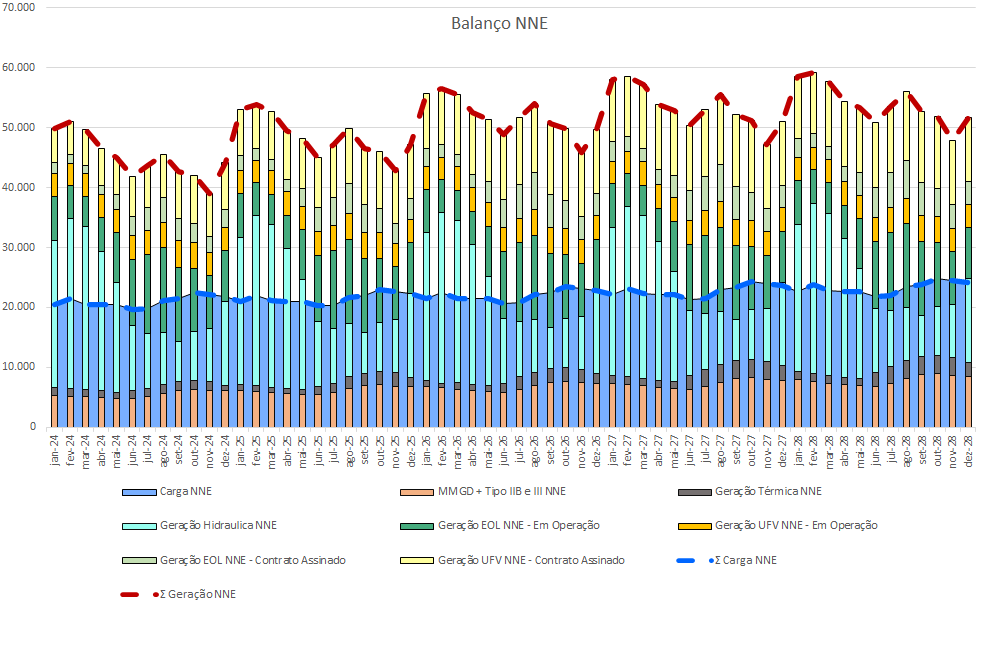 Balanço NNE
70.000
60.000
50.000
40.000
30.000
20.000
10.000
0
jan-24 fev-24 mar-24 abr-24 mai-24 jun-24 jul-24 ago-24 set-24 out-24 nov-24 dez-24 jan-25 fev-25 mar-25 abr-25 mai-25 jun-25 jul-25 ago-25 set-25 out-25 nov-25 dez-25 jan-26 fev-26 mar-26 abr-26 mai-26 jun-26 jul-26 ago-26 set-26 out-26 nov-26 dez-26 jan-27 fev-27 mar-27 abr-27 mai-27 jun-27 jul-27 ago-27 set-27 out-27 nov-27 dez-27 jan-28 fev-28 mar-28 abr-28 mai-28 jun-28 jul-28 ago-28 set-28 out-28 nov-28 dez-28
Carga NNE MMGD + Tipo IIB e III NNE Geração Térmica NNE
Geração Hidraulica NNE Geração EOL NNE - Em Operação Geração UFV NNE - Em Operação
Geração EOL NNE - Contrato Assinado Geração UFV NNE - Contrato Assinado Σ Carga NNE
Σ Geração NNE